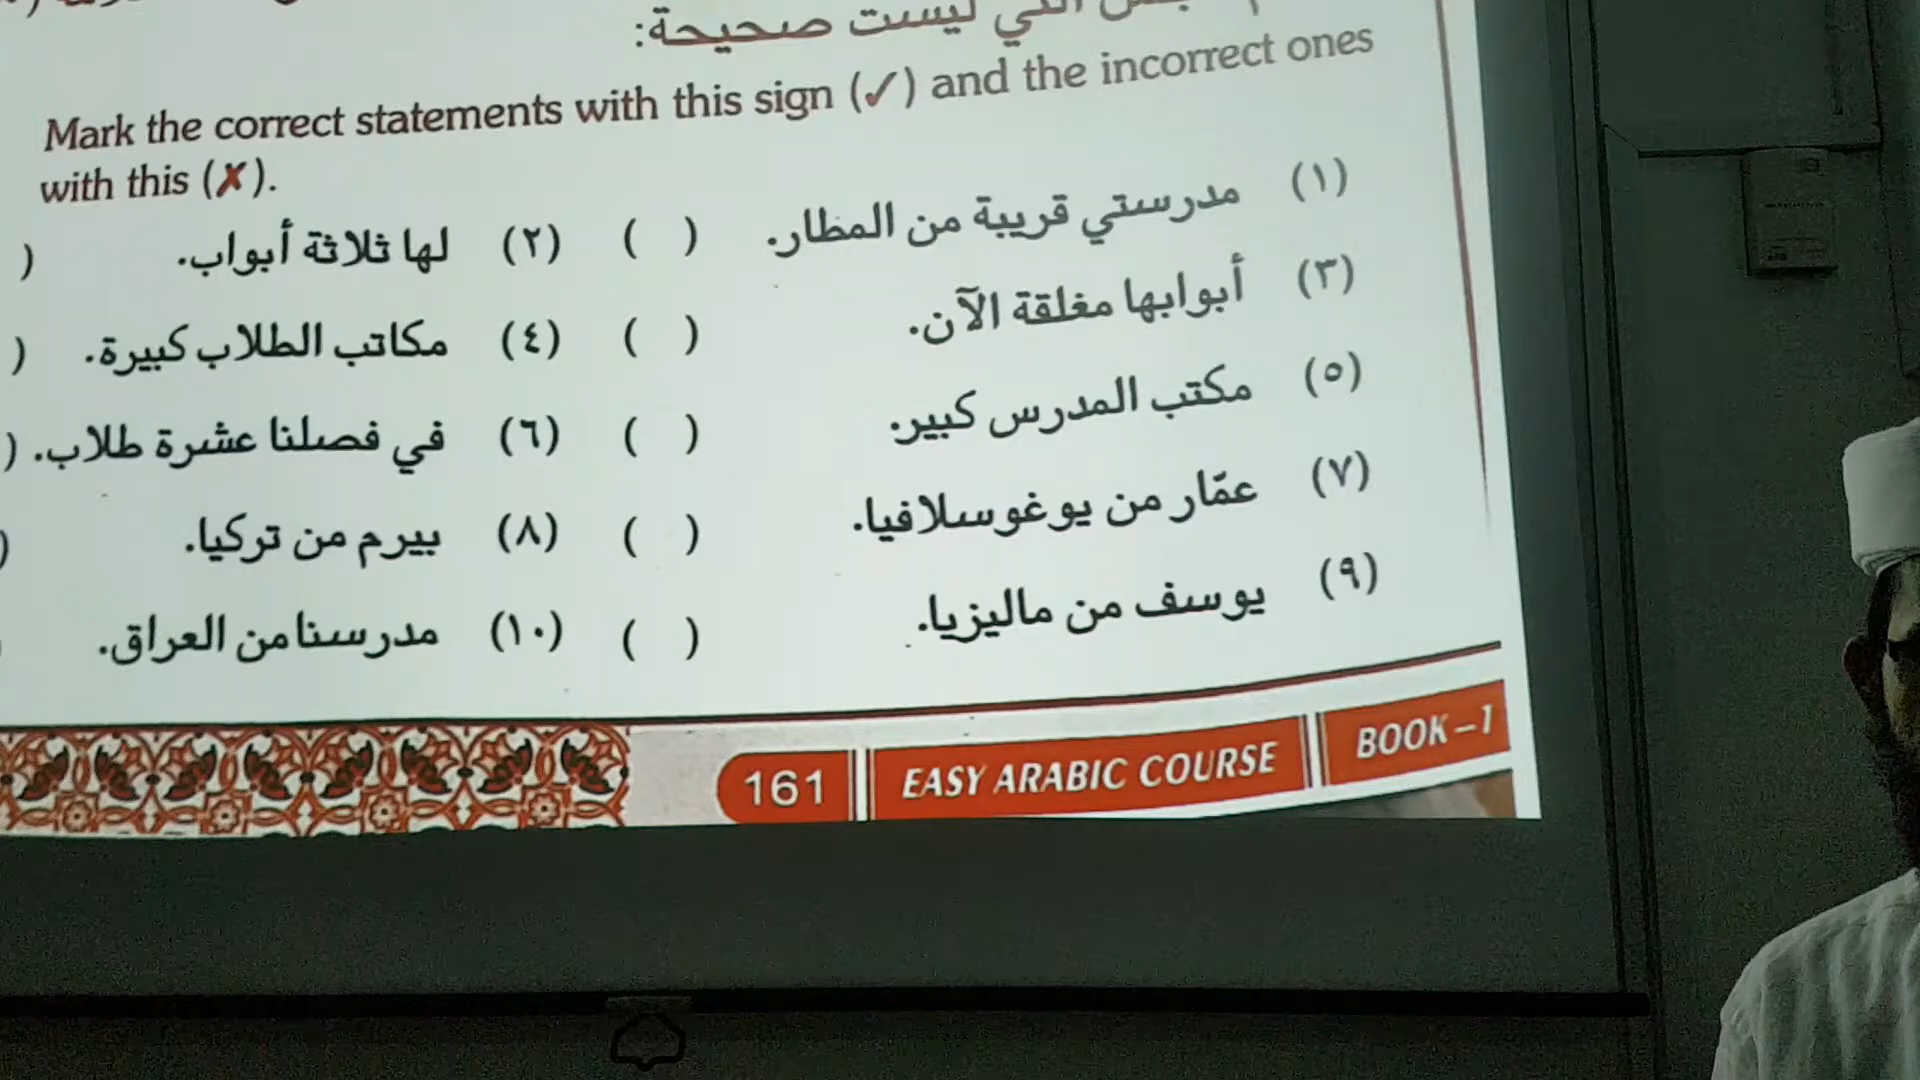 ليست صحيحة:
Mark the correct statements with this sign (✓) and the incorrect ones
with this (✗).
(١) مدرستي قريبة من المطار. ( ) (٢) لها ثلاثة أبواب. (
(٣) أبوابها مغلقة الآن. ( ) (٤) مكاتب الطلاب كبيرة. (
(٥) مكتب المدرس كبير. ( ) (٦) في فصلنا عشرة طلاب. (
(٧) عمّار من يوغوسلافيا. ( ) (٨) بيرم من تركيا. (
(٩) يوسف من ماليزيا. ( ) (١٠) مدرسنا من العراق.
161 EASY ARABIC COURSE BOOK-1